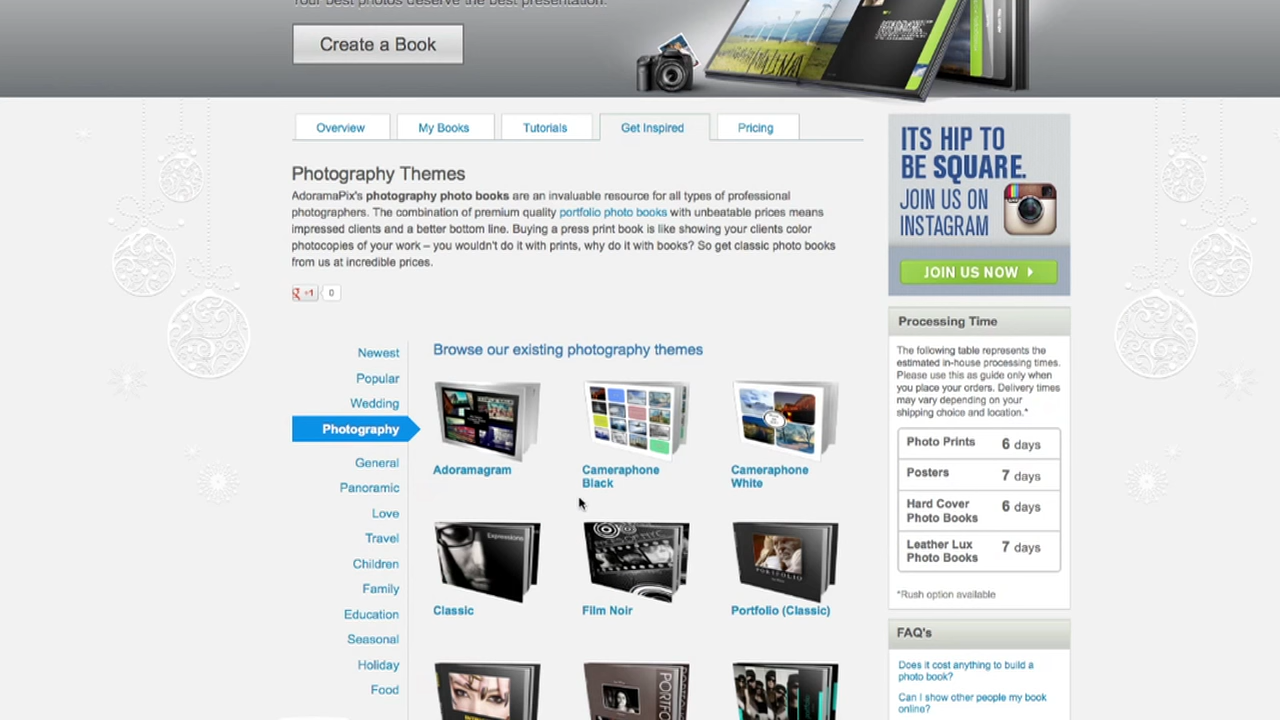 Your best photos deserve the best presentation.
Create a Book
Overview
My Books
Tutorials
Get Inspired
Pricing
Photography Themes
AdoramaPix's photography photo books are an invaluable resource for all types of professional
photographers. The combination of premium quality portfolio photo books with unbeatable prices means
impressed clients and a better bottom line. Buying a press print book is like showing your clients color
photocopies of your work – you wouldn't do it with prints, why do it with books? So get classic photo books
from us at incredible prices.
+1
0
Newest
Popular
Wedding
Photography
General
Panoramic
Love
Travel
Children
Family
Education
Seasonal
Holiday
Food
Browse our existing photography themes
Adoramagram
Cameraphone
Black
Cameraphone
White
Expressions
PORTFOLIO
Classic
Film Noir
Portfolio (Classic)
ITS HIP TO
BE SQUARE.
JOIN US ON
INSTAGRAM
JOIN US NOW
Processing Time
The following table represents the
estimated in-house processing times.
Please use this as guide only when
you place your orders. Delivery times
may vary depending on your
shipping choice and location.*
Photo Prints 6 days
Posters 7 days
Hard Cover
Photo Books 6 days
Leather Lux
Photo Books 7 days
*Rush option available
FAQ's
Does it cost anything to build a
photo book?
Can I show other people my book
online?